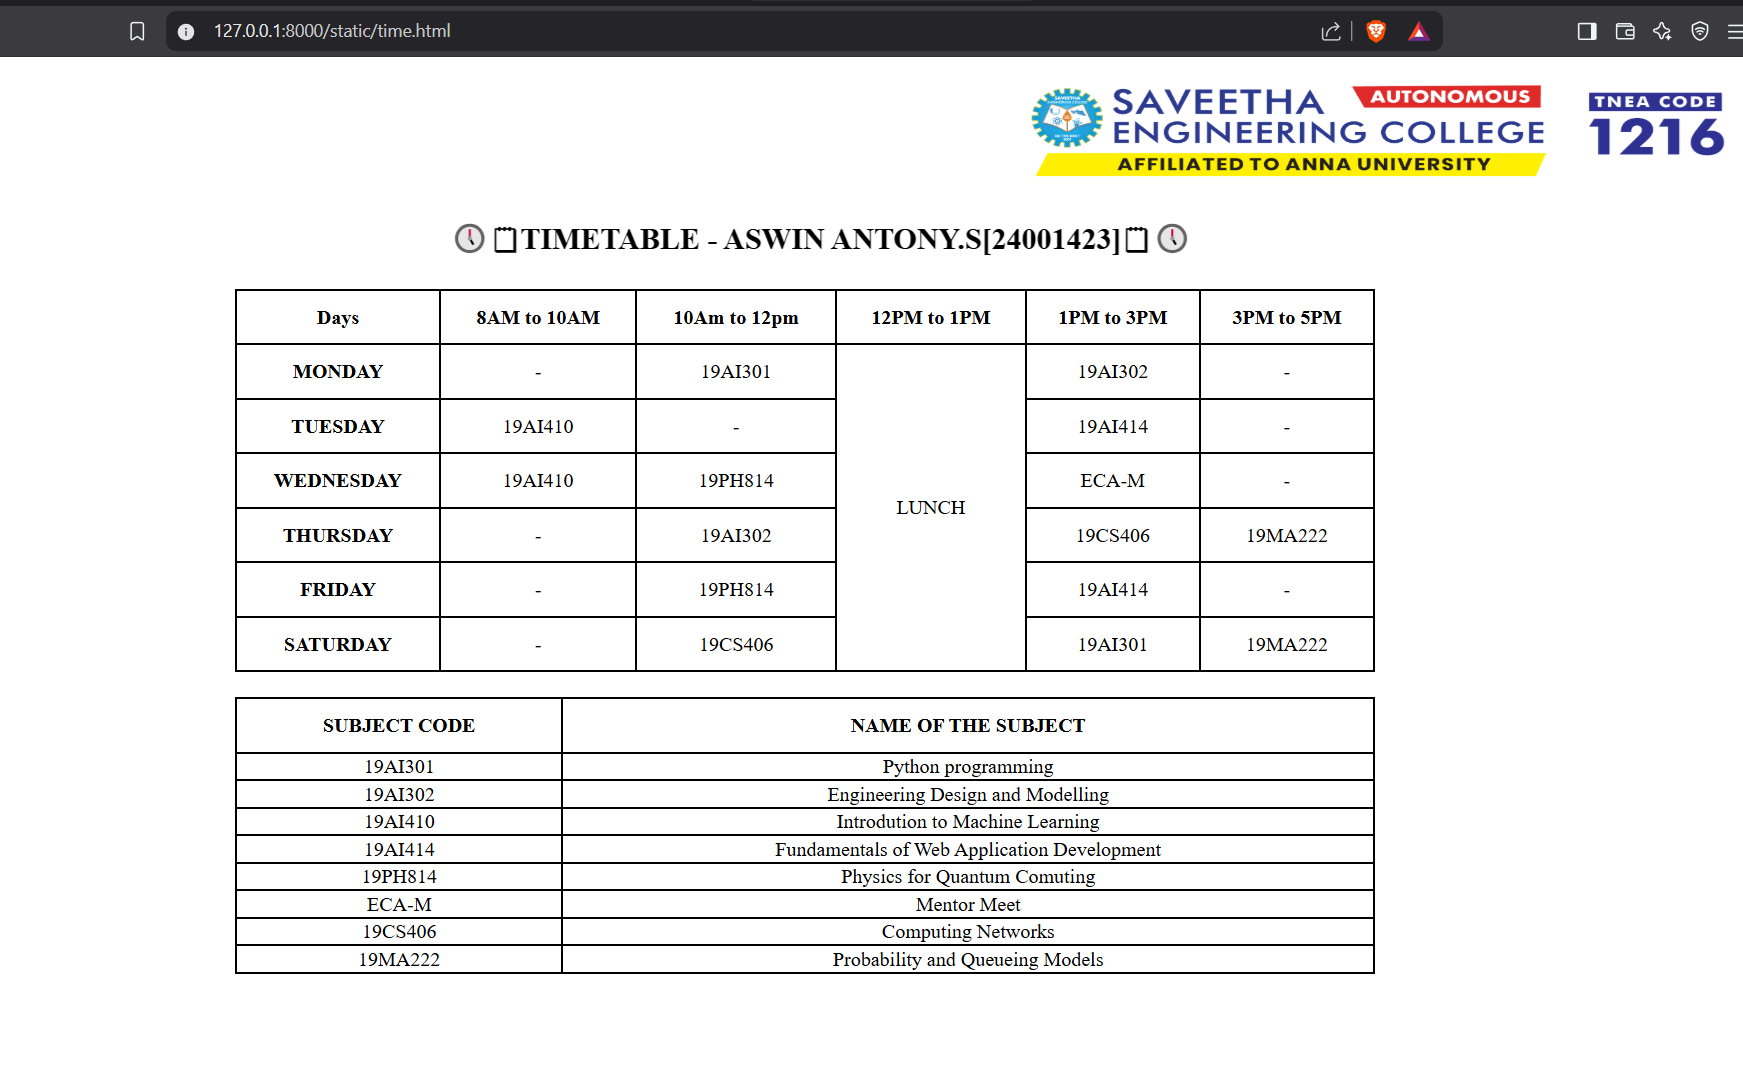 127.0.0.1:8000/static/time.html
SAVEETHA AUTONOMOUS
ENGINEERING COLLEGE
AFFILIATED TO ANNA UNIVERSITY
TNEA CODE
1216
TIMETABLE - ASWIN ANTONY.S[24001423]
Days 8AM to 10AM 10Am to 12pm 12PM to 1PM 1PM to 3PM 3PM to 5PM
MONDAY - 19AI301 19AI302 -
TUESDAY 19AI410 - 19AI414 -
WEDNESDAY 19AI410 19PH814 ECA-M -
LUNCH
THURSDAY - 19AI302 19CS406 19MA222
FRIDAY - 19PH814 19AI414 -
SATURDAY - 19CS406 19AI301 19MA222
SUBJECT CODE NAME OF THE SUBJECT
19AI301 Python programming
19AI302 Engineering Design and Modelling
19AI410 Introdution to Machine Learning
19AI414 Fundamentals of Web Application Development
19PH814 Physics for Quantum Comuting
ECA-M Mentor Meet
19CS406 Computing Networks
19MA222 Probability and Queueing Models